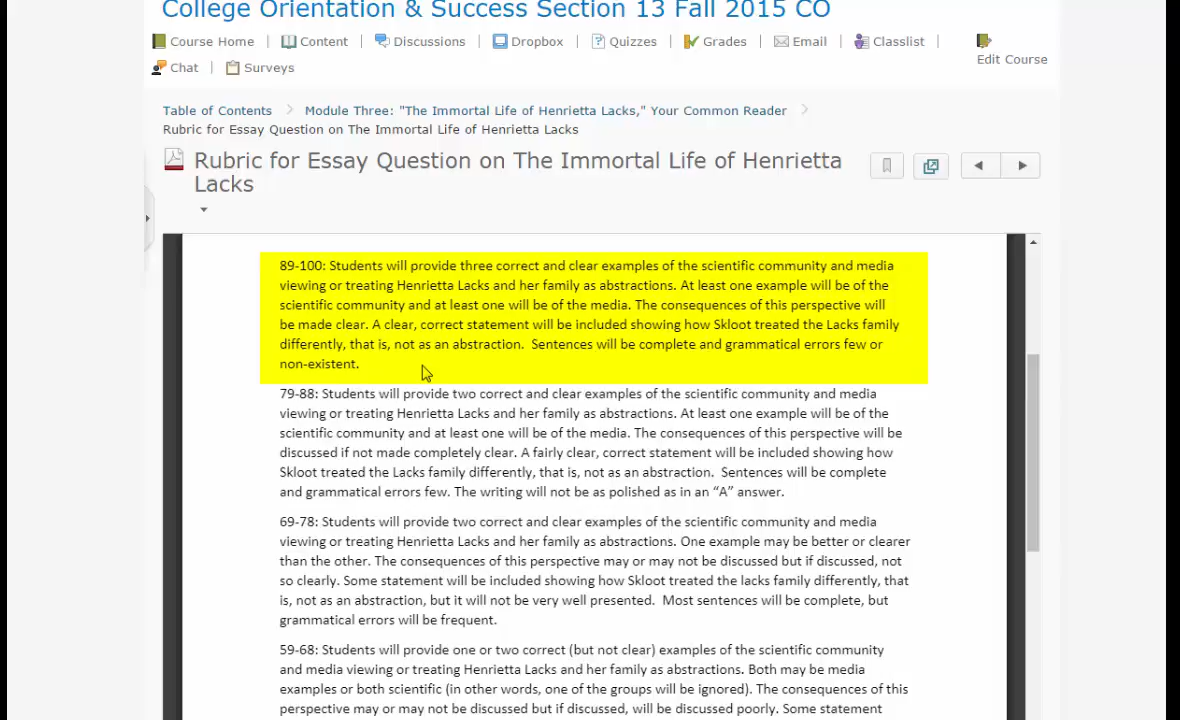 College Orientation & Success Section 13 Fall 2015 CO
Course Home | Content | Discussions | Dropbox | Quizzes | Grades | Email | Classlist |
Edit Course
Chat | Surveys
Table of Contents > Module Three: "The Immortal Life of Henrietta Lacks," Your Common Reader >
Rubric for Essay Question on The Immortal Life of Henrietta Lacks
Rubric for Essay Question on The Immortal Life of Henrietta
Lacks
89-100: Students will provide three correct and clear examples of the scientific community and media
viewing or treating Henrietta Lacks and her family as abstractions. At least one example will be of the
scientific community and at least one will be of the media. The consequences of this perspective will
be made clear. A clear, correct statement will be included showing how Skloot treated the Lacks family
differently, that is, not as an abstraction. Sentences will be complete and grammatical errors few or
non-existent.
79-88: Students will provide two correct and clear examples of the scientific community and media
viewing or treating Henrietta Lacks and her family as abstractions. At least one example will be of the
scientific community and at least one will be of the media. The consequences of this perspective will be
discussed if not made completely clear. A fairly clear, correct statement will be included showing how
Skloot treated the Lacks family differently, that is, not as an abstraction. Sentences will be complete
and grammatical errors few. The writing will not be as polished as in an “A” answer.
69-78: Students will provide two correct and clear examples of the scientific community and media
viewing or treating Henrietta Lacks and her family as abstractions. One example may be better or clearer
than the other. The consequences of this perspective may or may not be discussed but if discussed, not
so clearly. Some statement will be included showing how Skloot treated the lacks family differently, that
is, not as an abstraction, but it will not be very well presented. Most sentences will be complete, but
grammatical errors will be frequent.
59-68: Students will provide one or two correct (but not clear) examples of the scientific community
and media viewing or treating Henrietta Lacks and her family as abstractions. Both may be media
examples or both scientific (in other words, one of the groups will be ignored). The consequences of this
perspective may or may not be discussed but if discussed, will be discussed poorly. Some statement